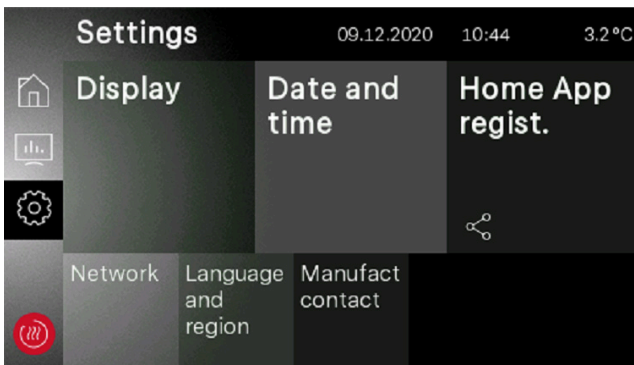 Settings 09.12.2020 10:44 3.2°C
Display
Date and
time
Home App
regist.
Network
Language
and
region
Manufact
contact